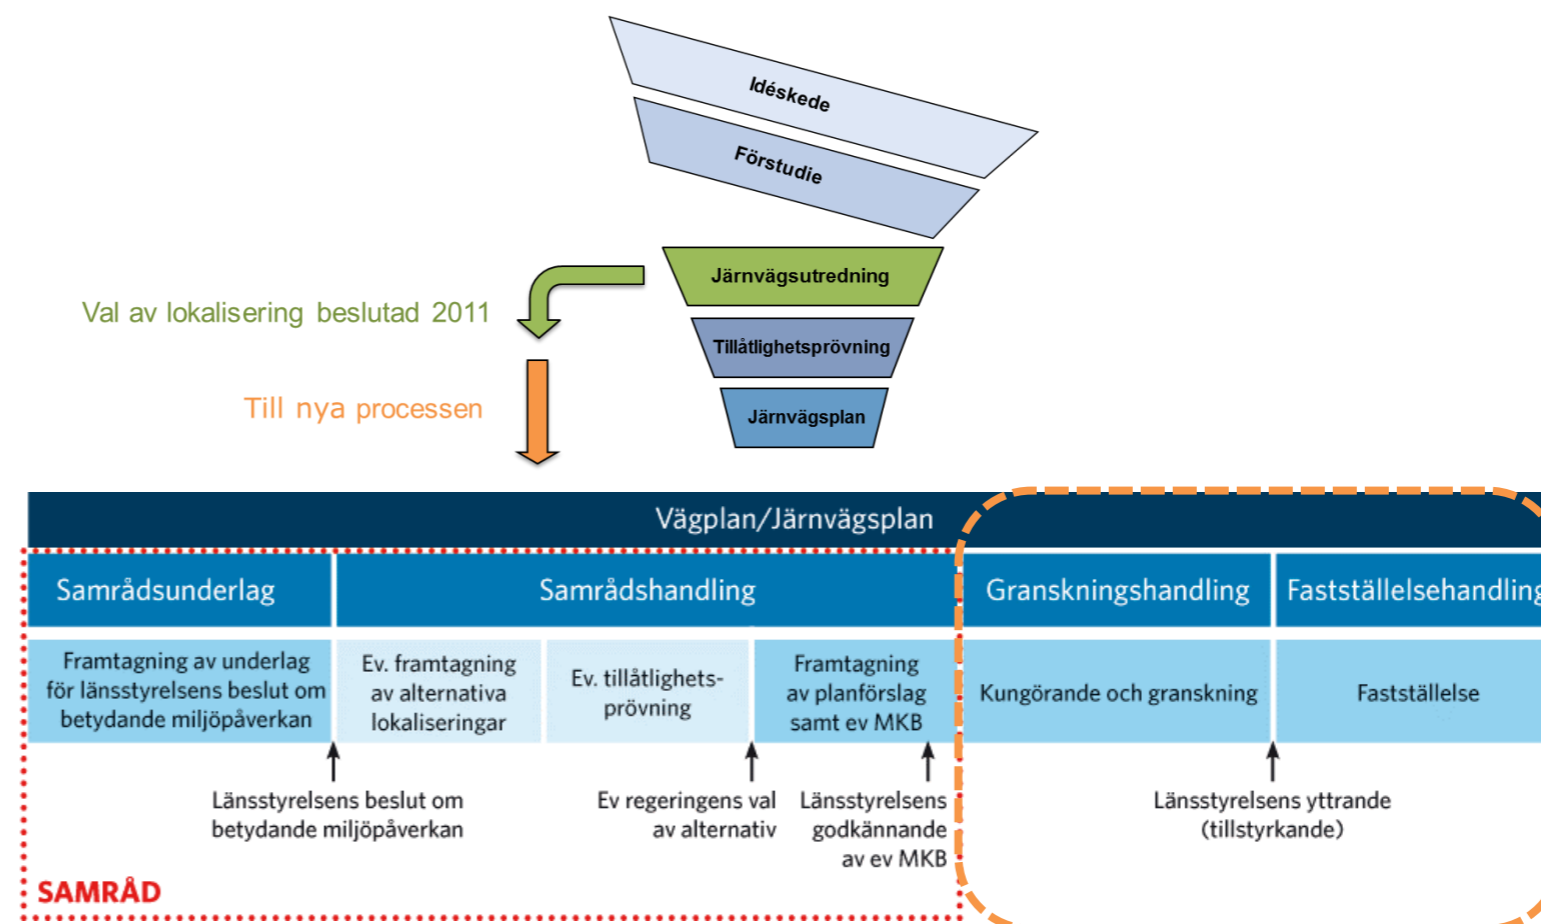 Idéskede
Förstudie
Järnvägsutredning
Val av lokalisering beslutad 2011
Tillåtlighetsprövning
Till nya processen
Järnvägsplan
Vägplan/Järnvägsplan
Samrådsunderlag
Samrådshandling
Granskningshandling
Fastställelsehandling
Framtagning av underlag
för länsstyrelsens beslut om
betydande miljöpåverkan
Ev. framtagning
av alternativa
lokaliseringar
Ev. tillåtlighets-
prövning
Framtagning
av planförslag
samt ev MKB
Kungörande och granskning
Fastställelse
Länsstyrelsens beslut om
betydande miljöpåverkan
Ev regeringens val
av alternativ
Länsstyrelsens
godkännande
av ev MKB
Länsstyrelsens yttrande
(tillstyrkande)
SAMRÅD